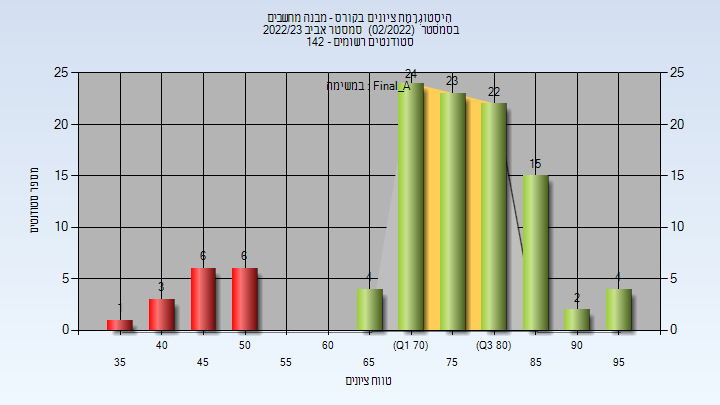 היסטוגרמת ציונים בקורס - מבנה מחשבים
בסמסטר (02/2022) סמסטר אביב 2022/23
סטודנטים רשומים - 142
במשימה : Final_A
מספר סטודנטים
25 25
20 20
15 15
10 10
5 5
0 0
1 3 6 6 4 24 23 22 15 2 4
35 40 45 50 55 60 65 (Q1 70) 75 (Q3 80) 85 90 95
טווח ציונים